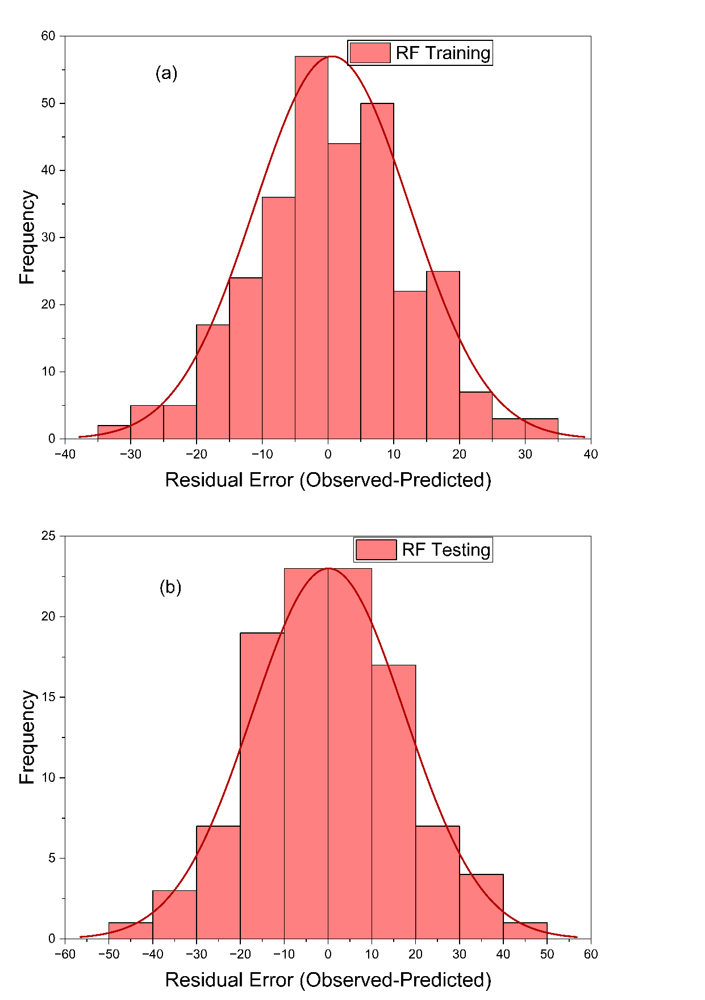 60
50
40
30
20
10
0
Frequency
(a)
RF Training
−40 −30 −20 −10 0 10 20 30 40
Residual Error (Observed-Predicted)
25
20
15
10
5
0
Frequency
(b)
RF Testing
−60 −50 −40 −30 −20 −10 0 10 20 30 40 50 60
Residual Error (Observed-Predicted)